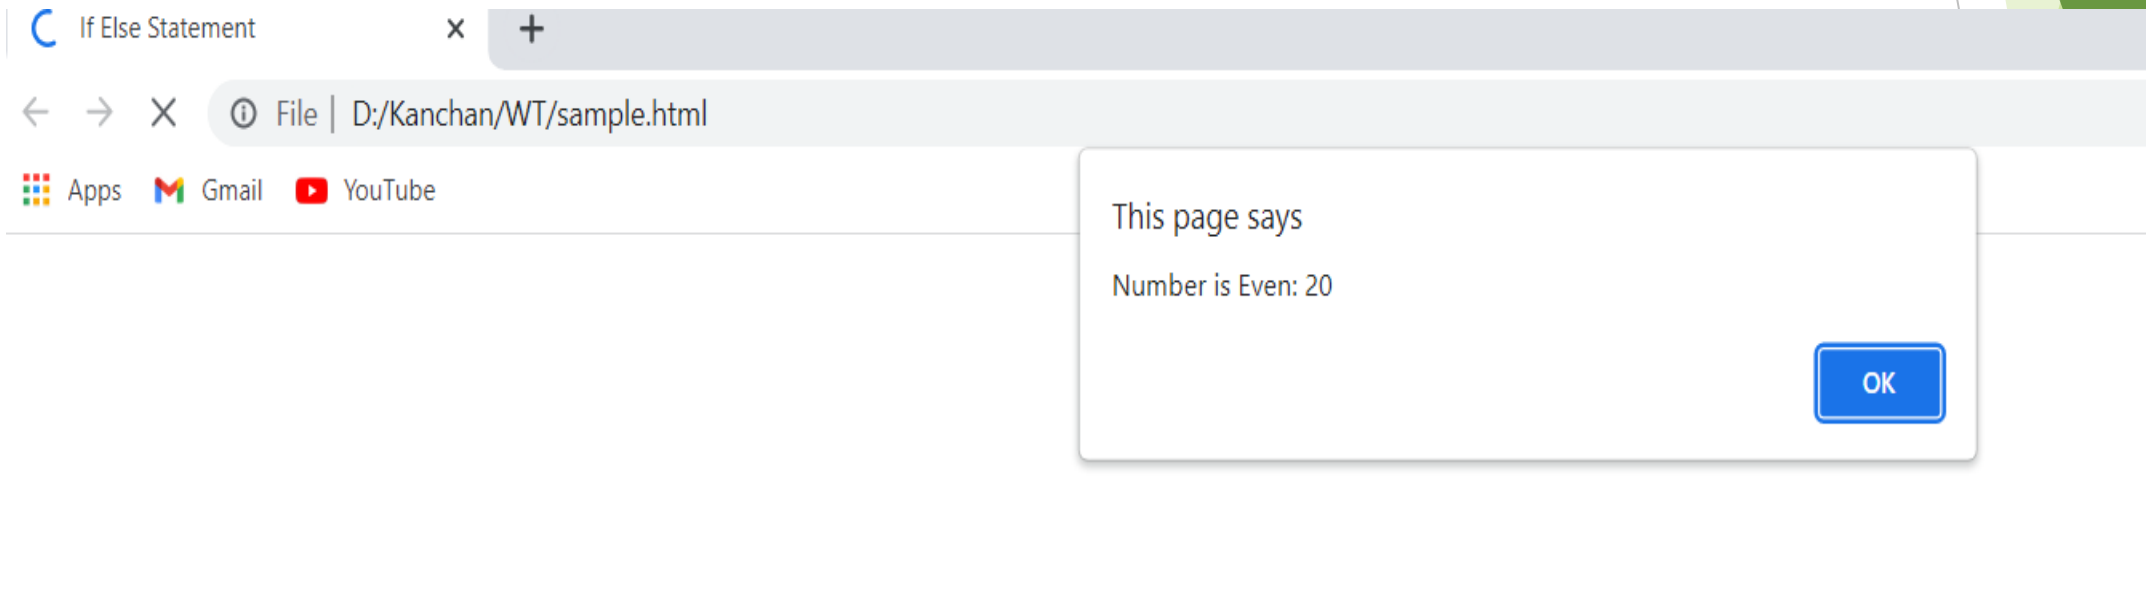 If Else Statement
File | D:/Kanchan/WT/sample.html
Apps Gmail YouTube
This page says
Number is Even: 20
OK